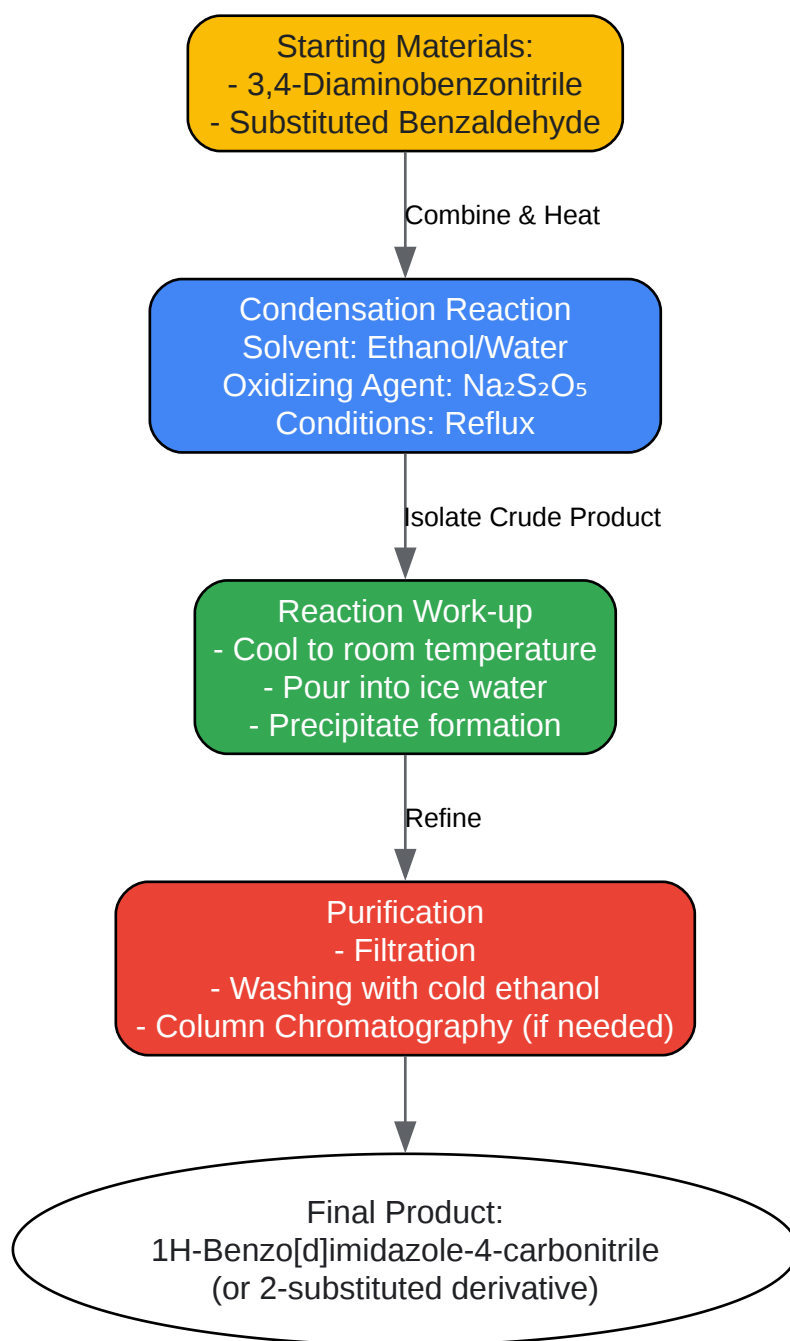 Starting Materials:
- 3,4-Diaminobenzonitrile
- Substituted Benzaldehyde
Combine & Heat
Condensation Reaction
Solvent: Ethanol/Water
Oxidizing Agent: Na₂S₂O₅
Conditions: Reflux
Isolate Crude Product
Reaction Work-up
- Cool to room temperature
- Pour into ice water
- Precipitate formation
Refine
Purification
- Filtration
- Washing with cold ethanol
- Column Chromatography (if needed)
Final Product:
1H-Benzo[d]imidazole-4-carbonitrile
(or 2-substituted derivative)